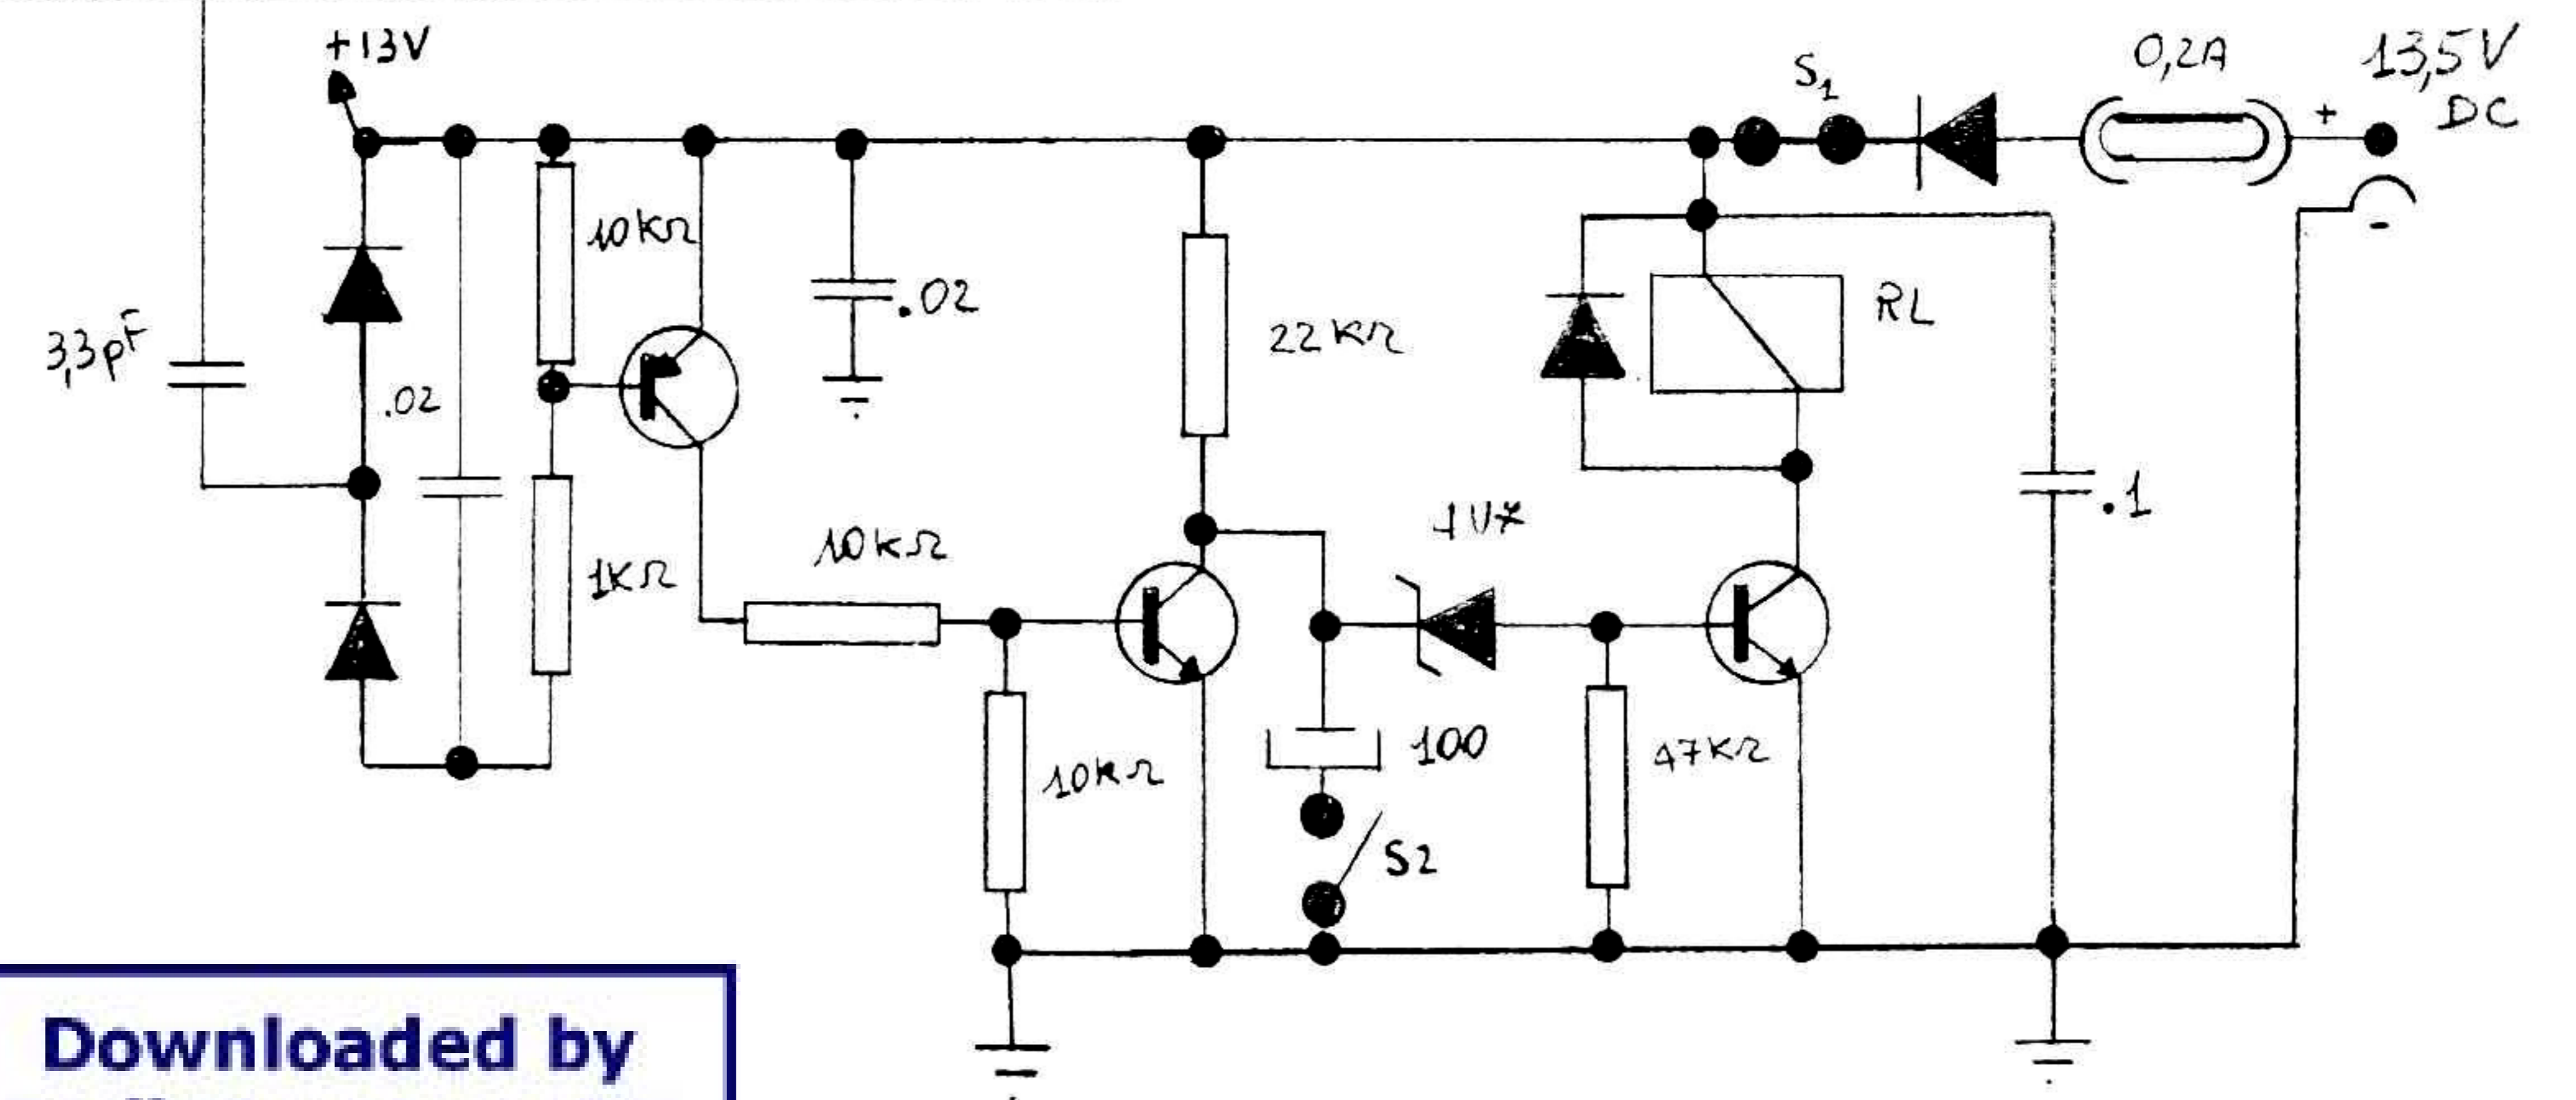 +13V
S1
0,2A
13,5V
DC
+
-
10KΩ
.02
22KΩ
RL
3,3pF
.02
1KΩ
10KΩ
.1
10KΩ
100
47KΩ
S2
Downloaded by